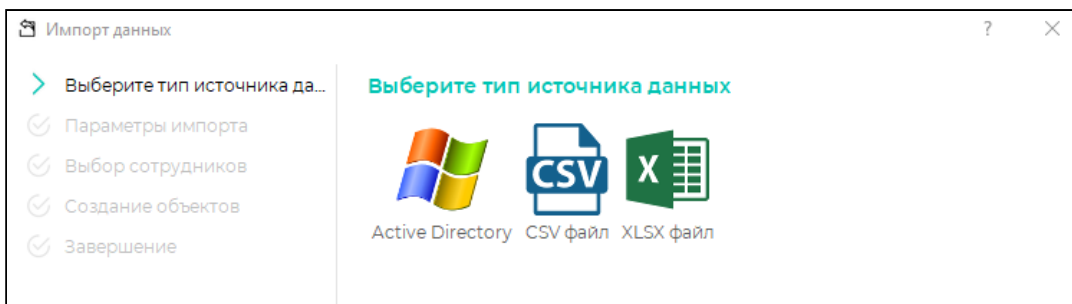 Импорт данных
?
Выберите тип источника да...
Параметры импорта
Выбор сотрудников
Создание объектов
Завершение
Выберите тип источника данных
CSV
X
Active Directory CSV файл XLSX файл